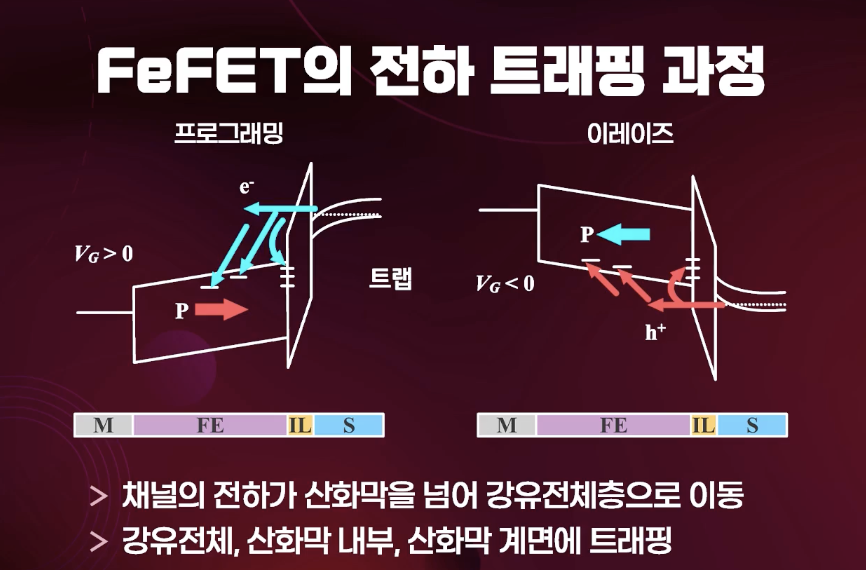 FeFET의 전하 트래핑 과정
프로그래밍
이레이즈
e-
VG > 0
P
트랩
P
VG < 0
h+
M FE IL S
M FE IL S
> 채널의 전하가 산화막을 넘어 강유전체층으로 이동
> 강유전체, 산화막 내부, 산화막 계면에 트래핑